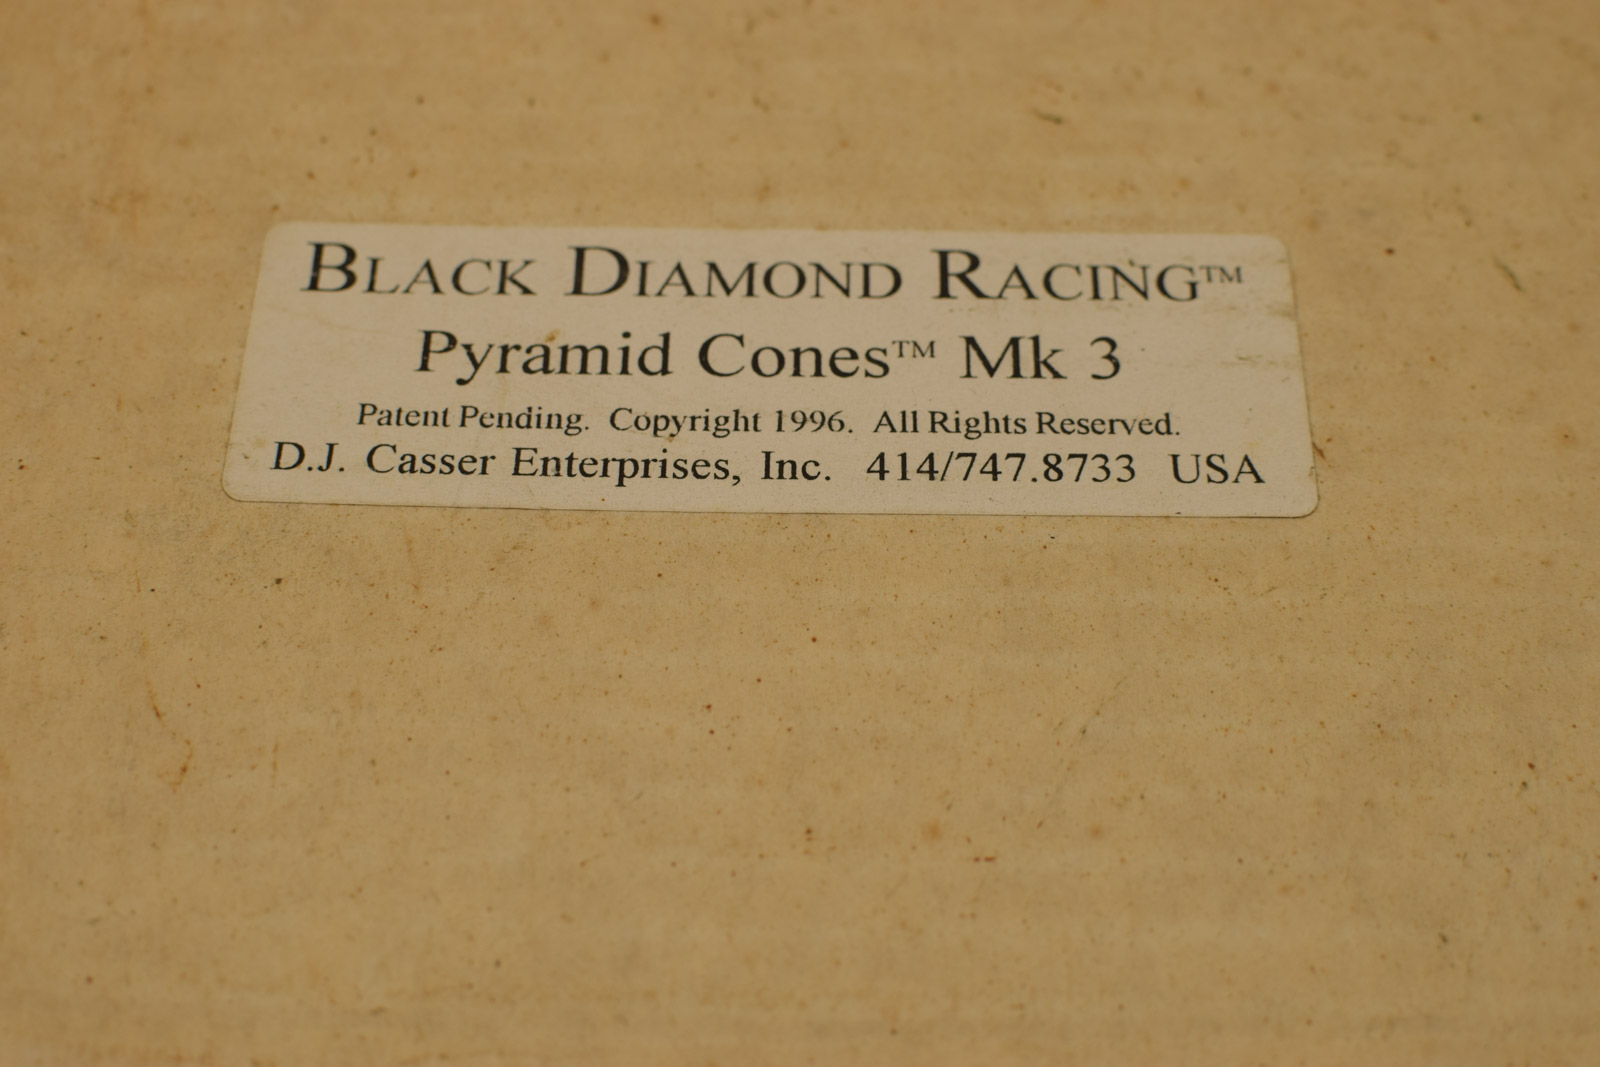 BLACK DIAMOND RACING™
Pyramid Cones™ Mk 3
Patent Pending. Copyright 1996. All Rights Reserved.
D.J. Casser Enterprises, Inc. 414/747.8733 USA